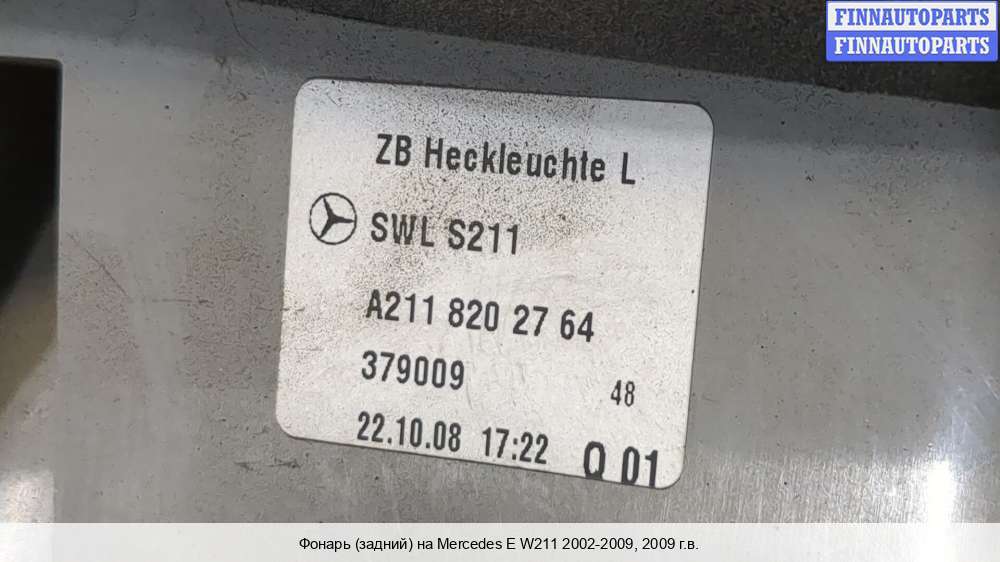 FINNAUTOPARTS
FINNAUTOPARTS
ZB Heckleuchte L
SWL S211
A211 820 27 64
379009
48
22.10.08 17:22
Q 01
Фонарь (задний) на Mercedes E W211 2002-2009, 2009 г.в.